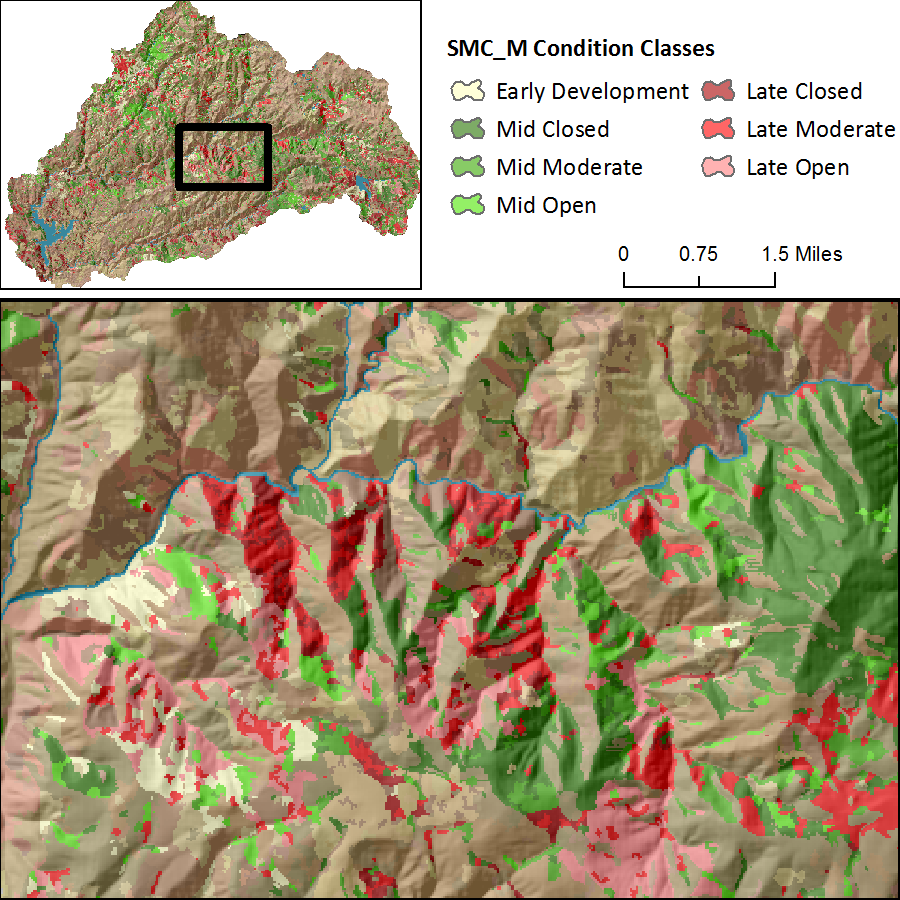 SMC_M Condition Classes
Early Development
Late Closed
Mid Closed
Late Moderate
Mid Moderate
Late Open
Mid Open
0 0.75 1.5 Miles